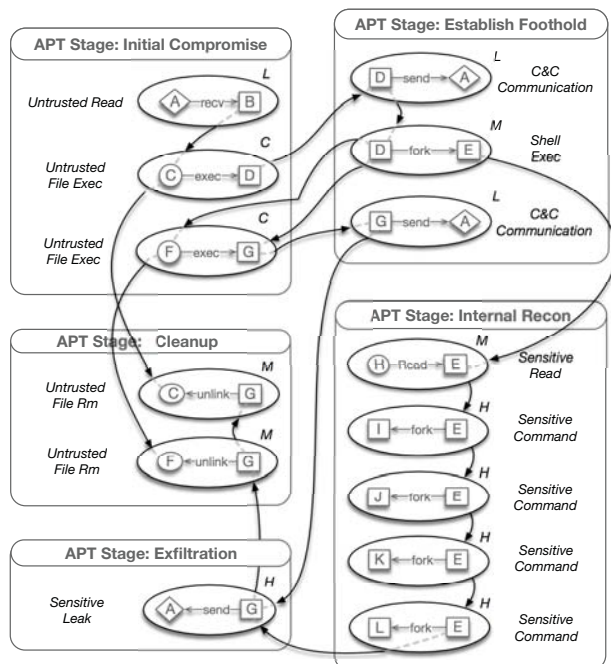 APT Stage: Initial Compromise
L
Untrusted Read
A recv B
C
Untrusted
File Exec
C exec D
C
Untrusted
File Exec
F exec G
APT Stage: Establish Foothold
L
D send A
C&C
Communication
M
D fork E
Shell
Exec
L
G send A
C&C
Communication
APT Stage: Cleanup
M
Untrusted
File Rm
C unlink G
M
Untrusted
File Rm
F unlink G
APT Stage: Internal Recon
M
H Read E
Sensitive
Read
H
I fork E
Sensitive
Command
H
J fork E
Sensitive
Command
H
K fork E
Sensitive
Command
H
L fork E
Sensitive
Command
APT Stage: Exfiltration
H
Sensitive
Leak
A send G